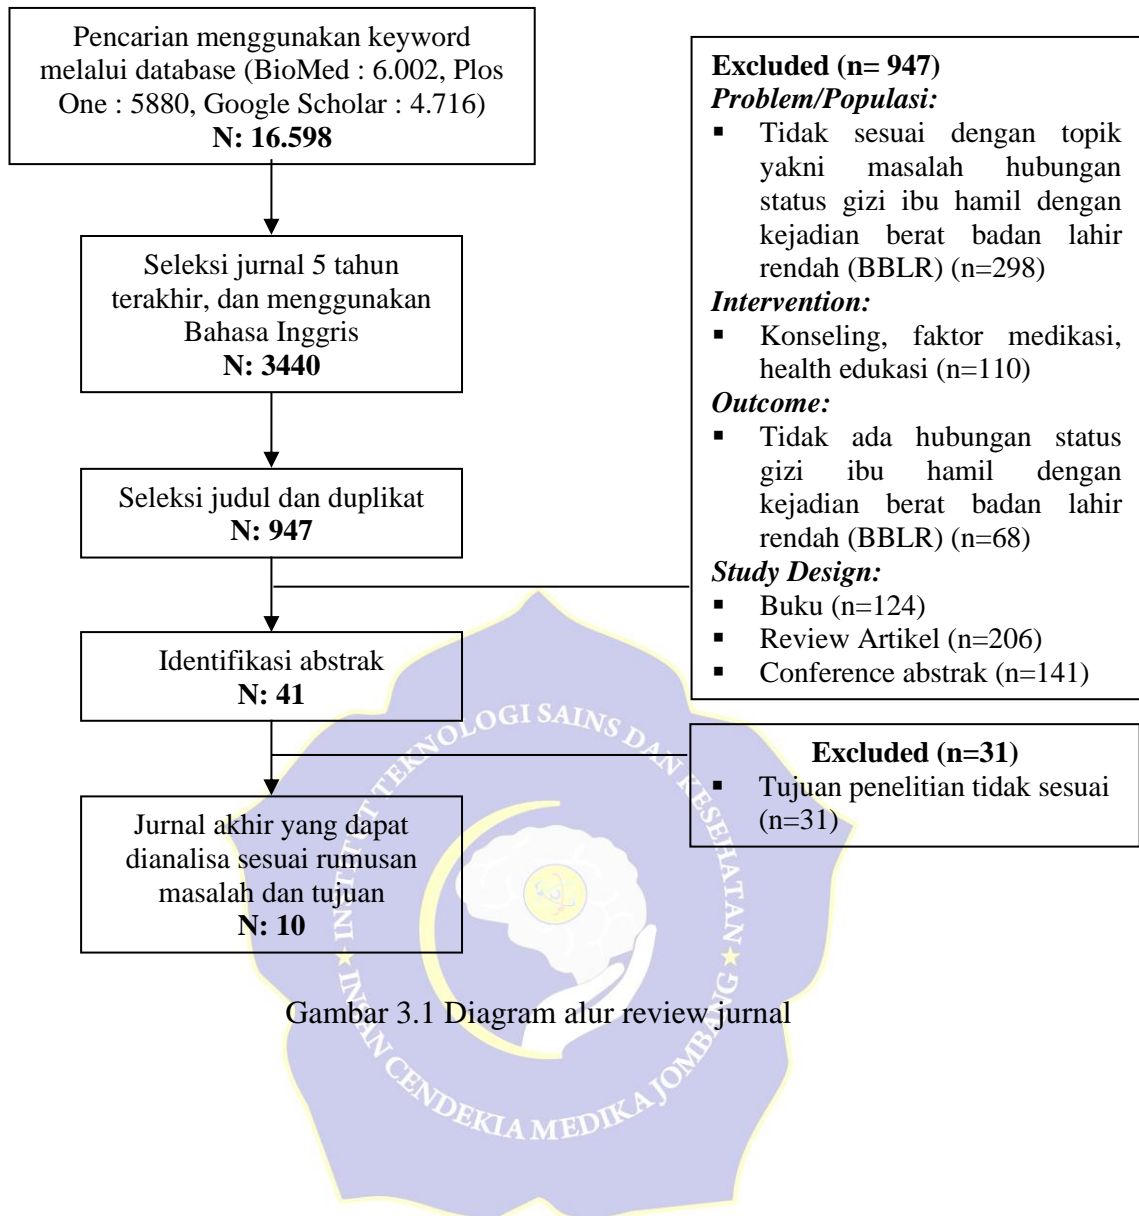 Pencarian menggunakan keyword
melalui database (BioMed : 6.002, Plos
One : 5880, Google Scholar : 4.716)
N: 16.598
Seleksi jurnal 5 tahun
terakhir, dan menggunakan
Bahasa Inggris
N: 3440
Seleksi judul dan duplikat
N: 947
Identifikasi abstrak
N: 41
Jurnal akhir yang dapat
dianalisa sesuai rumusan
masalah dan tujuan
N: 10
Excluded (n= 947)
Problem/Populasi:
▪ Tidak sesuai dengan topik
yakni masalah hubungan
status gizi ibu hamil dengan
kejadian berat badan lahir
rendah (BBLR) (n=298)
Intervention:
▪ Konseling, faktor medikasi,
health edukasi (n=110)
Outcome:
▪ Tidak ada hubungan status
gizi ibu hamil dengan
kejadian berat badan lahir
rendah (BBLR) (n=68)
Study Design:
▪ Buku (n=124)
▪ Review Artikel (n=206)
▪ Conference abstrak (n=141)
Excluded (n=31)
▪ Tujuan penelitian tidak sesuai
(n=31)
INSTITUT TEKNOLOGI SAINS DAN KESEHATAN
INSAN CENDEKIA MEDIKA JOMBANG
Gambar 3.1 Diagram alur review jurnal